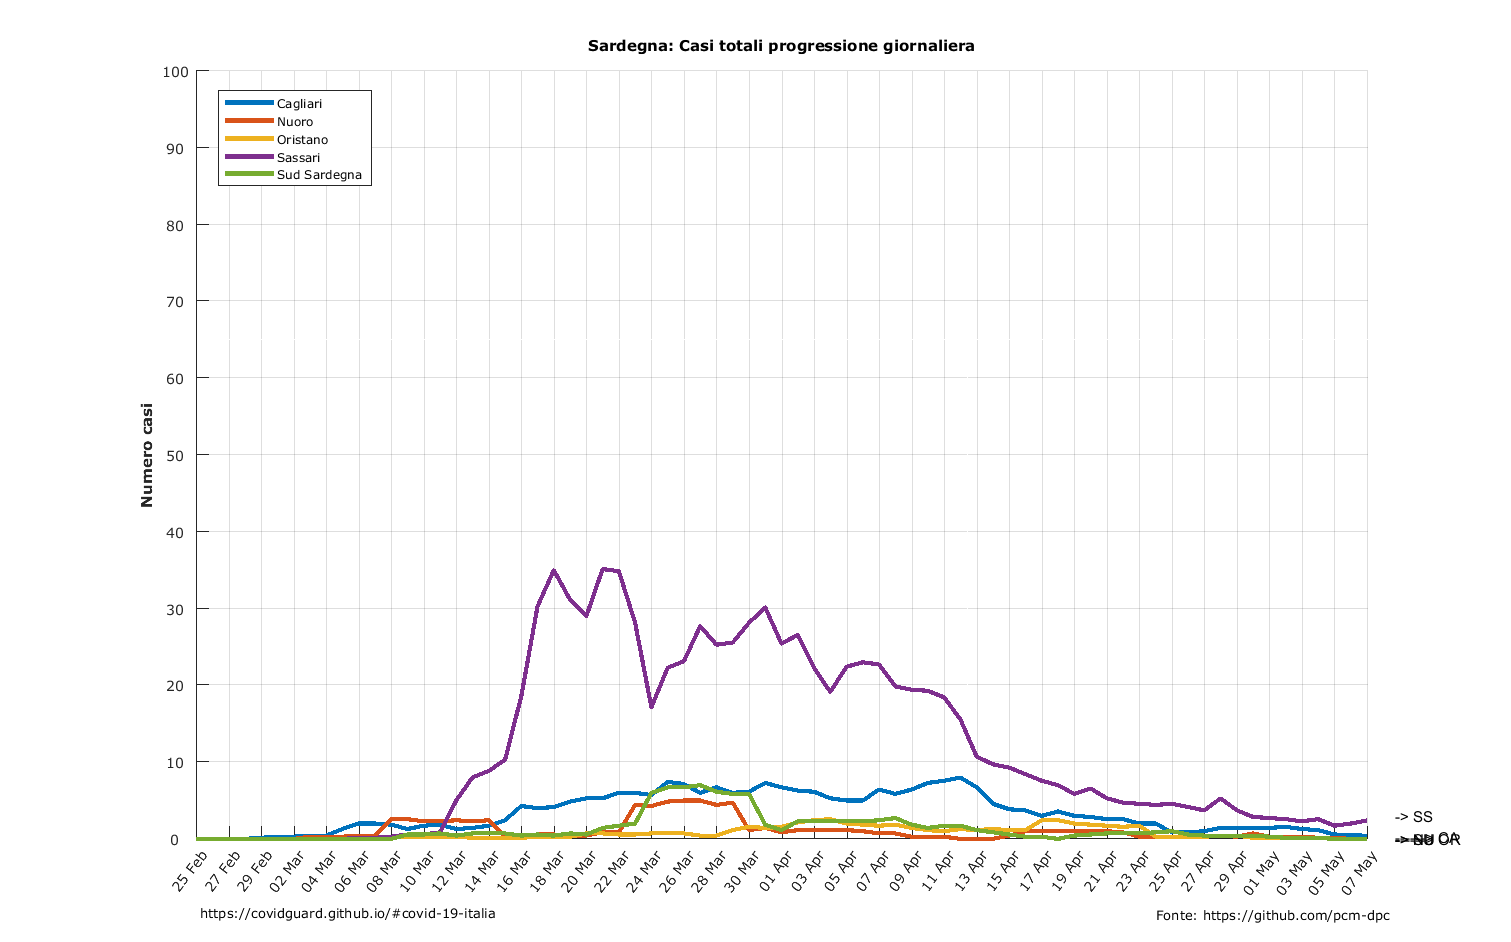 Sardegna: Casi totali progressione giornaliera
100
90
80
70
60
50
40
30
20
10
0
Numero casi
Cagliari
Nuoro
Oristano
Sassari
Sud Sardegna
25 Feb
27 Feb
29 Feb
02 Mar
04 Mar
06 Mar
08 Mar
10 Mar
12 Mar
14 Mar
16 Mar
18 Mar
20 Mar
22 Mar
24 Mar
26 Mar
28 Mar
30 Mar
01 Apr
03 Apr
05 Apr
07 Apr
09 Apr
11 Apr
13 Apr
15 Apr
17 Apr
19 Apr
21 Apr
23 Apr
25 Apr
27 Apr
29 Apr
01 May
03 May
05 May
07 May
-> SS
https://covidguard.github.io/#covid-19-italia
Fonte: https://github.com/pcm-dpc